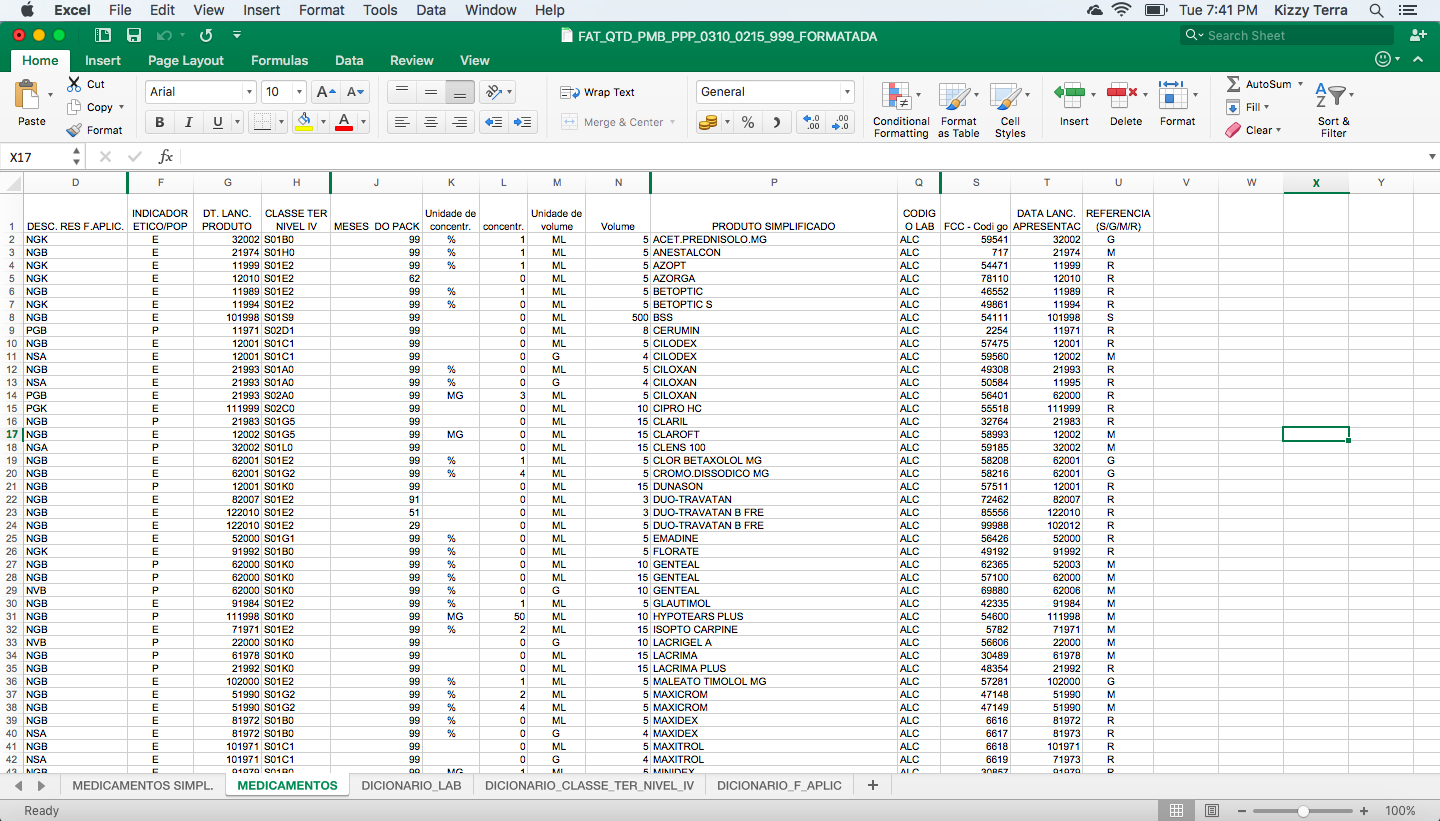 Excel File Edit View Insert Format Tools Data Window Help Tue 7:41 PM Kizzy Terra
FAT_QTD_PMB_PPP_0310_0215_999_FORMATADA Search Sheet
Home Insert Page Layout Formulas Data Review View
Paste Cut Copy Format
Arial 10 A A B I U A
Wrap Text Merge & Center
General % .00 .0
Conditional Formatting Format as Table Cell Styles
Insert Delete Format
AutoSum Fill Clear Sort & Filter
X17 fx
D F G H J K L M N P Q S T U V W X Y
1 DESC. RES F.APLIC. INDICADOR ETICO/POP DT. LANC. PRODUTO CLASSE TER NIVEL IV MESES DO PACK Unidade de concentr. concentr. Unidade de volume Volume PRODUTO SIMPLIFICADO CODIG O LAB FCC - Codi go DATA LANC. APRESENTAC REFERENCIA (S/G/M/R)
2 NGK E 32002 S01B0 99 % 1 ML 5 ACET.PREDNISOLO.MG ALC 59541 32002 G
3 NGB E 21974 S01H0 99 % 1 ML 5 ANESTALCON ALC 717 21974 M
4 NGK E 11999 S01E2 99 % 1 ML 5 AZOPT ALC 54471 11999 R
5 NGK E 12010 S01E2 62 0 ML 5 AZORGA ALC 78110 12010 R
6 NGB E 11989 S01E2 99 % 1 ML 5 BETOPTIC ALC 46552 11989 R
7 NGK E 11994 S01E2 99 % 0 ML 5 BETOPTIC S ALC 49861 11994 R
8 NGB E 101998 S01S9 99 0 ML 500 BSS ALC 54111 101998 S
9 PGB P 11971 S02D1 99 0 ML 8 CERUMIN ALC 2254 11971 R
10 NGB E 12001 S01C1 99 0 ML 5 CILODEX ALC 57475 12001 R
11 NSA E 12001 S01C1 99 0 G 4 CILODEX ALC 59560 12002 M
12 NGB E 21993 S01A0 99 % 0 ML 5 CILOXAN ALC 49308 21993 R
13 NSA E 21993 S01A0 99 % 0 G 4 CILOXAN ALC 50584 11995 R
14 PGB E 21993 S02A0 99 MG 3 ML 5 CILOXAN ALC 56401 62000 R
15 PGK E 111999 S02C0 99 0 ML 10 CIPRO HC ALC 55518 111999 R
16 NGB P 21983 S01G5 99 0 ML 15 CLARIL ALC 32764 21983 R
17 NGB E 12002 S01G5 99 MG 0 ML 15 CLAROFT ALC 58993 12002 M
18 NGA P 32002 S01L0 99 0 ML 15 CLENS 100 ALC 59185 32002 M
19 NGB E 62001 S01E2 99 % 1 ML 5 CLOR BETAXOLOL MG ALC 58208 62001 G
20 NGB E 62001 S01G2 99 % 4 ML 5 CROMO.DISSODICO MG ALC 58216 62001 G
21 NGB P 12001 S01K0 99 0 ML 15 DUNASON ALC 57511 12001 R
22 NGB E 82007 S01E2 91 0 ML 3 DUO-TRAVATAN ALC 72462 82007 R
23 NGB E 122010 S01E2 51 0 ML 3 DUO-TRAVATAN B FRE ALC 85556 122010 R
24 NGB E 122010 S01E2 29 0 ML 5 DUO-TRAVATAN B FRE ALC 99988 102012 R
25 NGB E 52000 S01G1 99 % 0 ML 5 EMADINE ALC 56426 52000 R
26 NGK E 91992 S01B0 99 % 0 ML 5 FLORATE ALC 49192 91992 R
27 NGB P 62000 S01K0 99 % 0 ML 10 GENTEAL ALC 62365 52003 M
28 NGB P 62000 S01K0 99 % 0 ML 15 GENTEAL ALC 57100 62000 M
29 NVB P 62000 S01K0 99 % 0 G 10 GENTEAL ALC 69880 62006 M
30 NGB E 91984 S01E2 99 % 1 ML 5 GLAUTIMOL ALC 42335 91984 M
31 NGB P 111998 S01K0 99 MG 50 ML 10 HYPOTEARS PLUS ALC 54600 111998 M
32 NGB E 71971 S01E2 99 % 2 ML 15 ISOPTO CARPINE ALC 5782 71971 M
33 NVB P 22000 S01K0 99 0 G 10 LACRIGEL A ALC 56606 22000 M
34 NGB P 61978 S01K0 99 0 ML 15 LACRIMA ALC 30489 61978 M
35 NGB P 21992 S01K0 99 0 ML 15 LACRIMA PLUS ALC 48354 21992 R
36 NGB E 102000 S01E2 99 % 1 ML 5 MALEATO TIMOLOL MG ALC 57281 102000 G
37 NGB E 51990 S01G2 99 % 2 ML 5 MAXICROM ALC 47148 51990 M
38 NGB E 51990 S01G2 99 % 4 ML 5 MAXICROM ALC 47149 51990 M
39 NGB E 81972 S01B0 99 % 0 ML 5 MAXIDEX ALC 6616 81972 R
40 NSA E 81972 S01B0 99 % 0 G 4 MAXIDEX ALC 6617 81973 R
41 NGB E 101971 S01C1 99 0 ML 5 MAXITROL ALC 6618 101971 R
42 NSA E 101971 S01C1 99 0 G 4 MAXITROL ALC 6619 71973 R
43 NGB E 91979 S01B0 99 MG 1 ML 5 MINIDEX ALC 30857 91979 R
MEDICAMENTOS SIMPL. MEDICAMENTOS DICIONARIO_LAB DICIONARIO_CLASSE_TER_NIVEL_IV DICIONARIO_F_APLIC +
Ready 100%